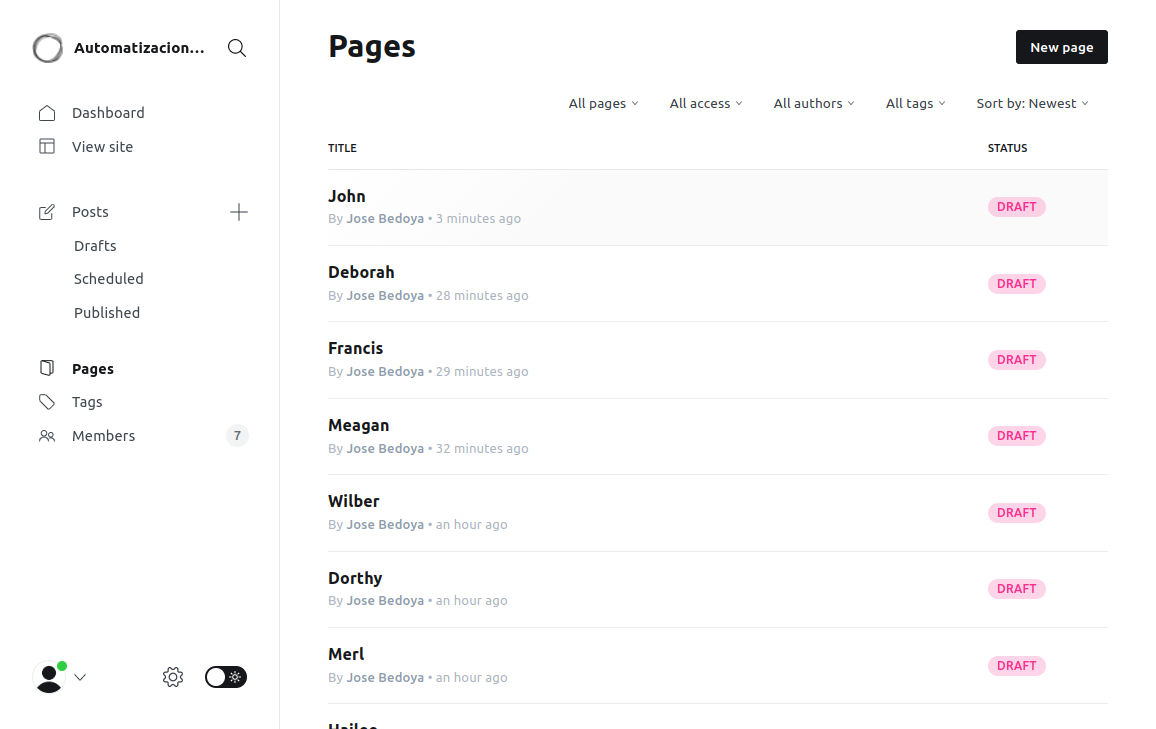 Automatizacion...
Dashboard
View site
Posts
Drafts
Scheduled
Published
Pages
Tags
Members 7
Pages
New page
All pages All access All authors All tags Sort by: Newest
TITLE STATUS
John
By Jose Bedoya • 3 minutes ago
DRAFT
Deborah
By Jose Bedoya • 28 minutes ago
DRAFT
Francis
By Jose Bedoya • 29 minutes ago
DRAFT
Meagan
By Jose Bedoya • 32 minutes ago
DRAFT
Wilber
By Jose Bedoya • an hour ago
DRAFT
Dorthy
By Jose Bedoya • an hour ago
DRAFT
Merl
By Jose Bedoya • an hour ago
DRAFT